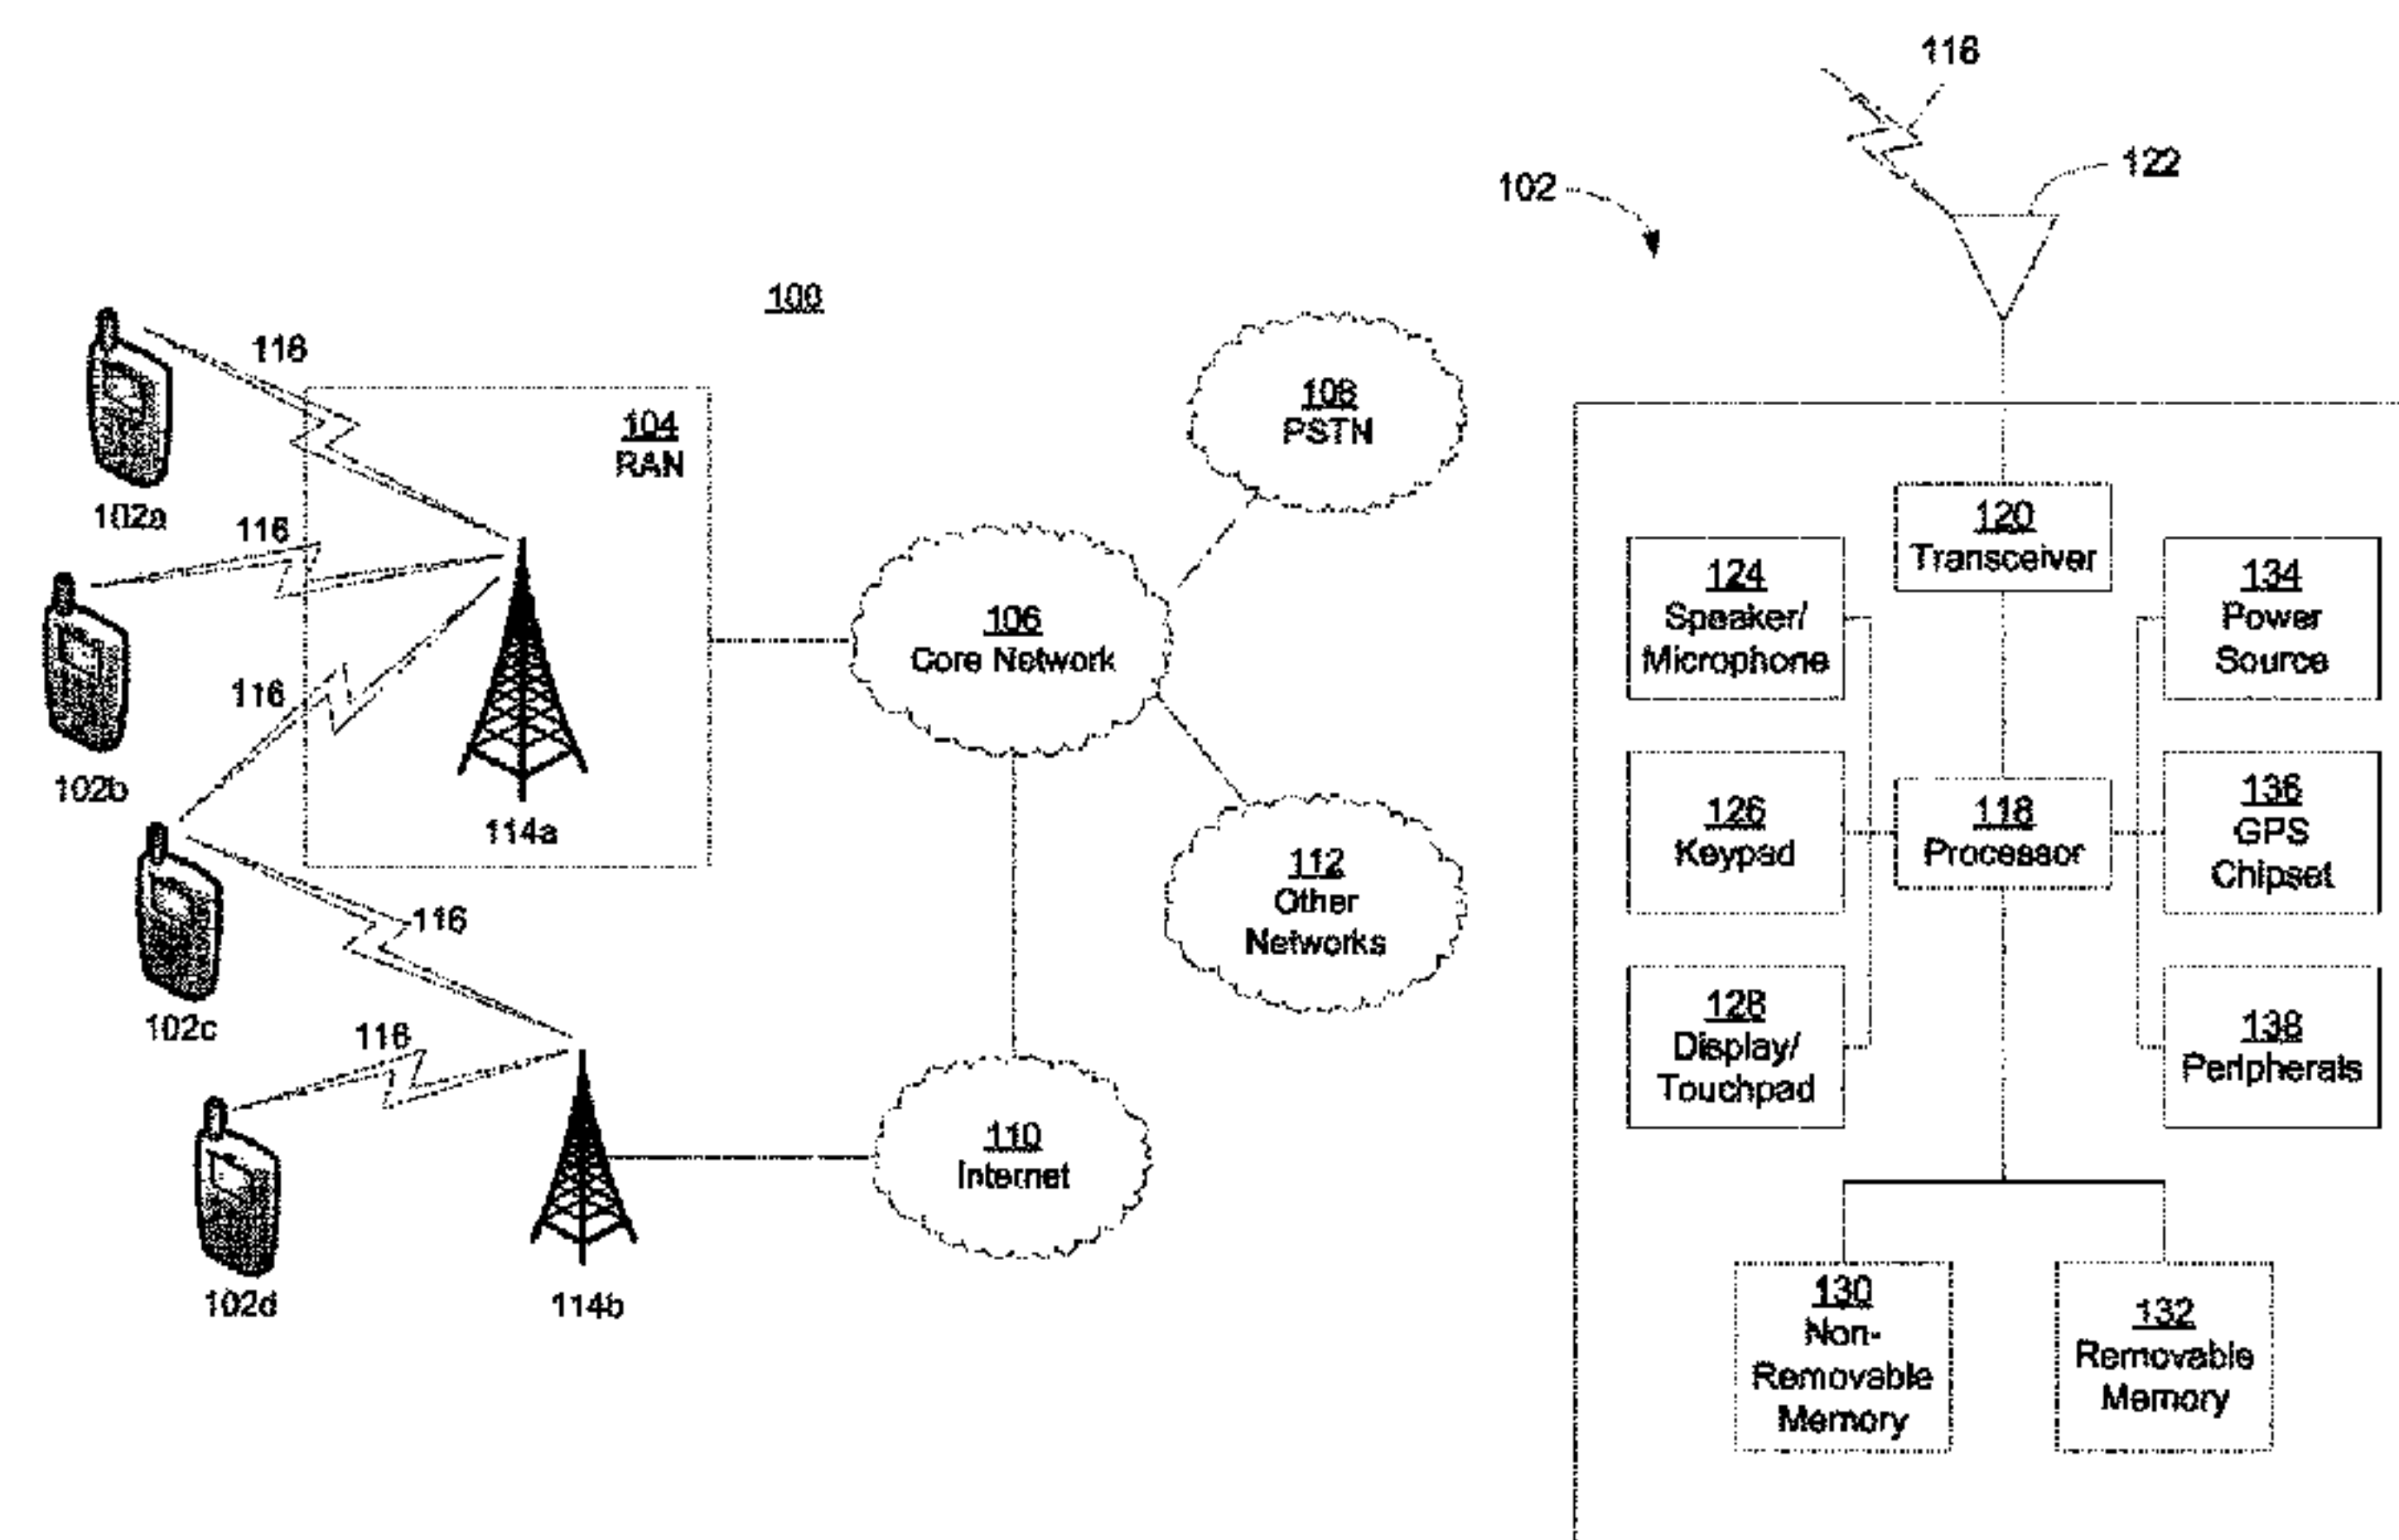 100
116
104
RAN
102a
116
102b
116
114a
102c
116
116
102d
114b
106
Core Network
108
PSTN
112
Other
Networks
110
Internet
116
122
102
120
Transceiver
124
Speaker/
Microphone
134
Power
Source
126
Keypad
118
Processor
136
GPS
Chipset
128
Display/
Touchpad
138
Peripherals
130
Non-
Removable
Memory
132
Removable
Memory